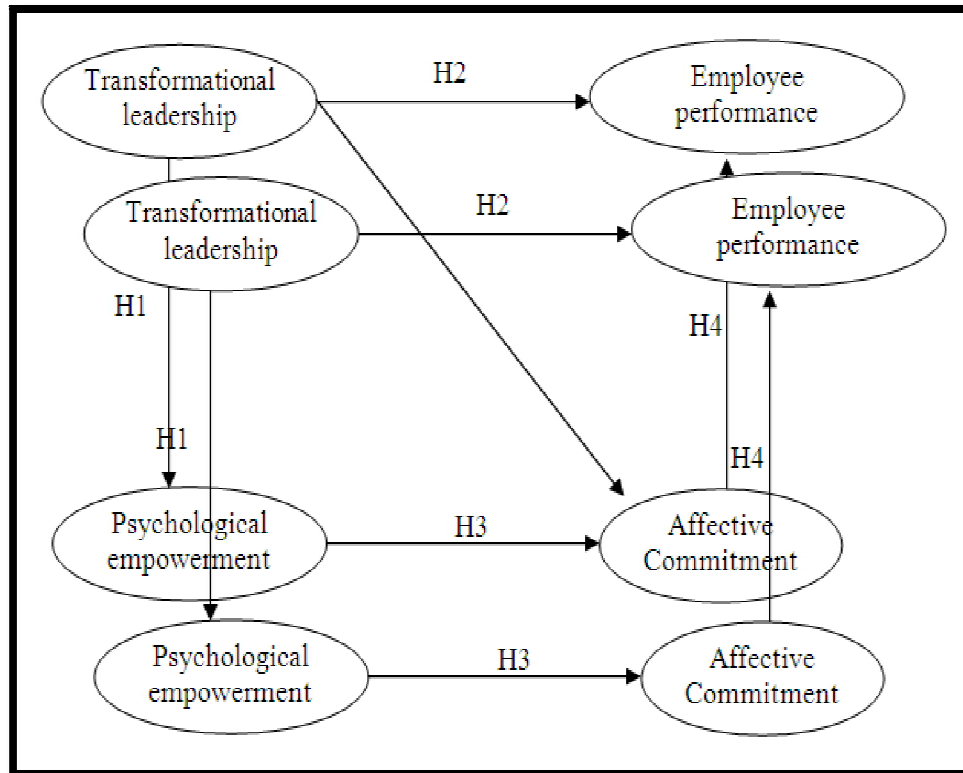 Transformational
leadership
H2
Employee
performance
Transformational
leadership
H2
Employee
performance
H1
H4
H1
H4
Psychological
empowerment
H3
Affective
Commitment
Psychological
empowerment
H3
Affective
Commitment